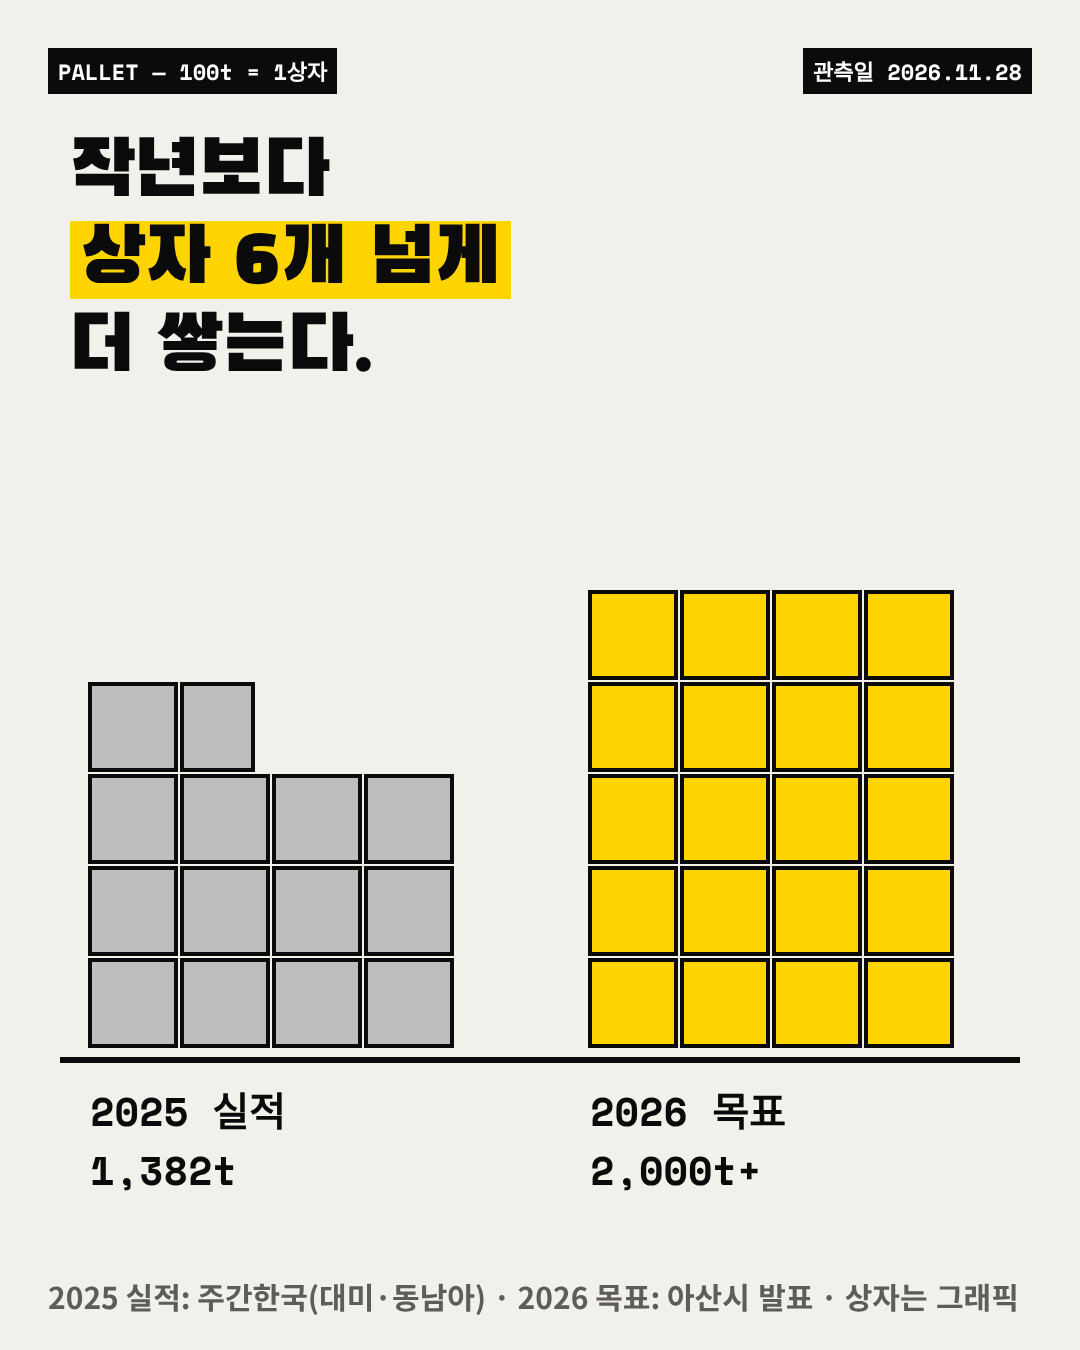 PALLET — 100t = 1상자
관측일 2026.11.28
작년보다
상자 6개 넘게
더 쌓는다.
2025 실적
1,382t
2026 목표
2,000t+
2025 실적: 주간한국(대미·동남아) · 2026 목표: 아산시 발표 · 상자는 그래픽